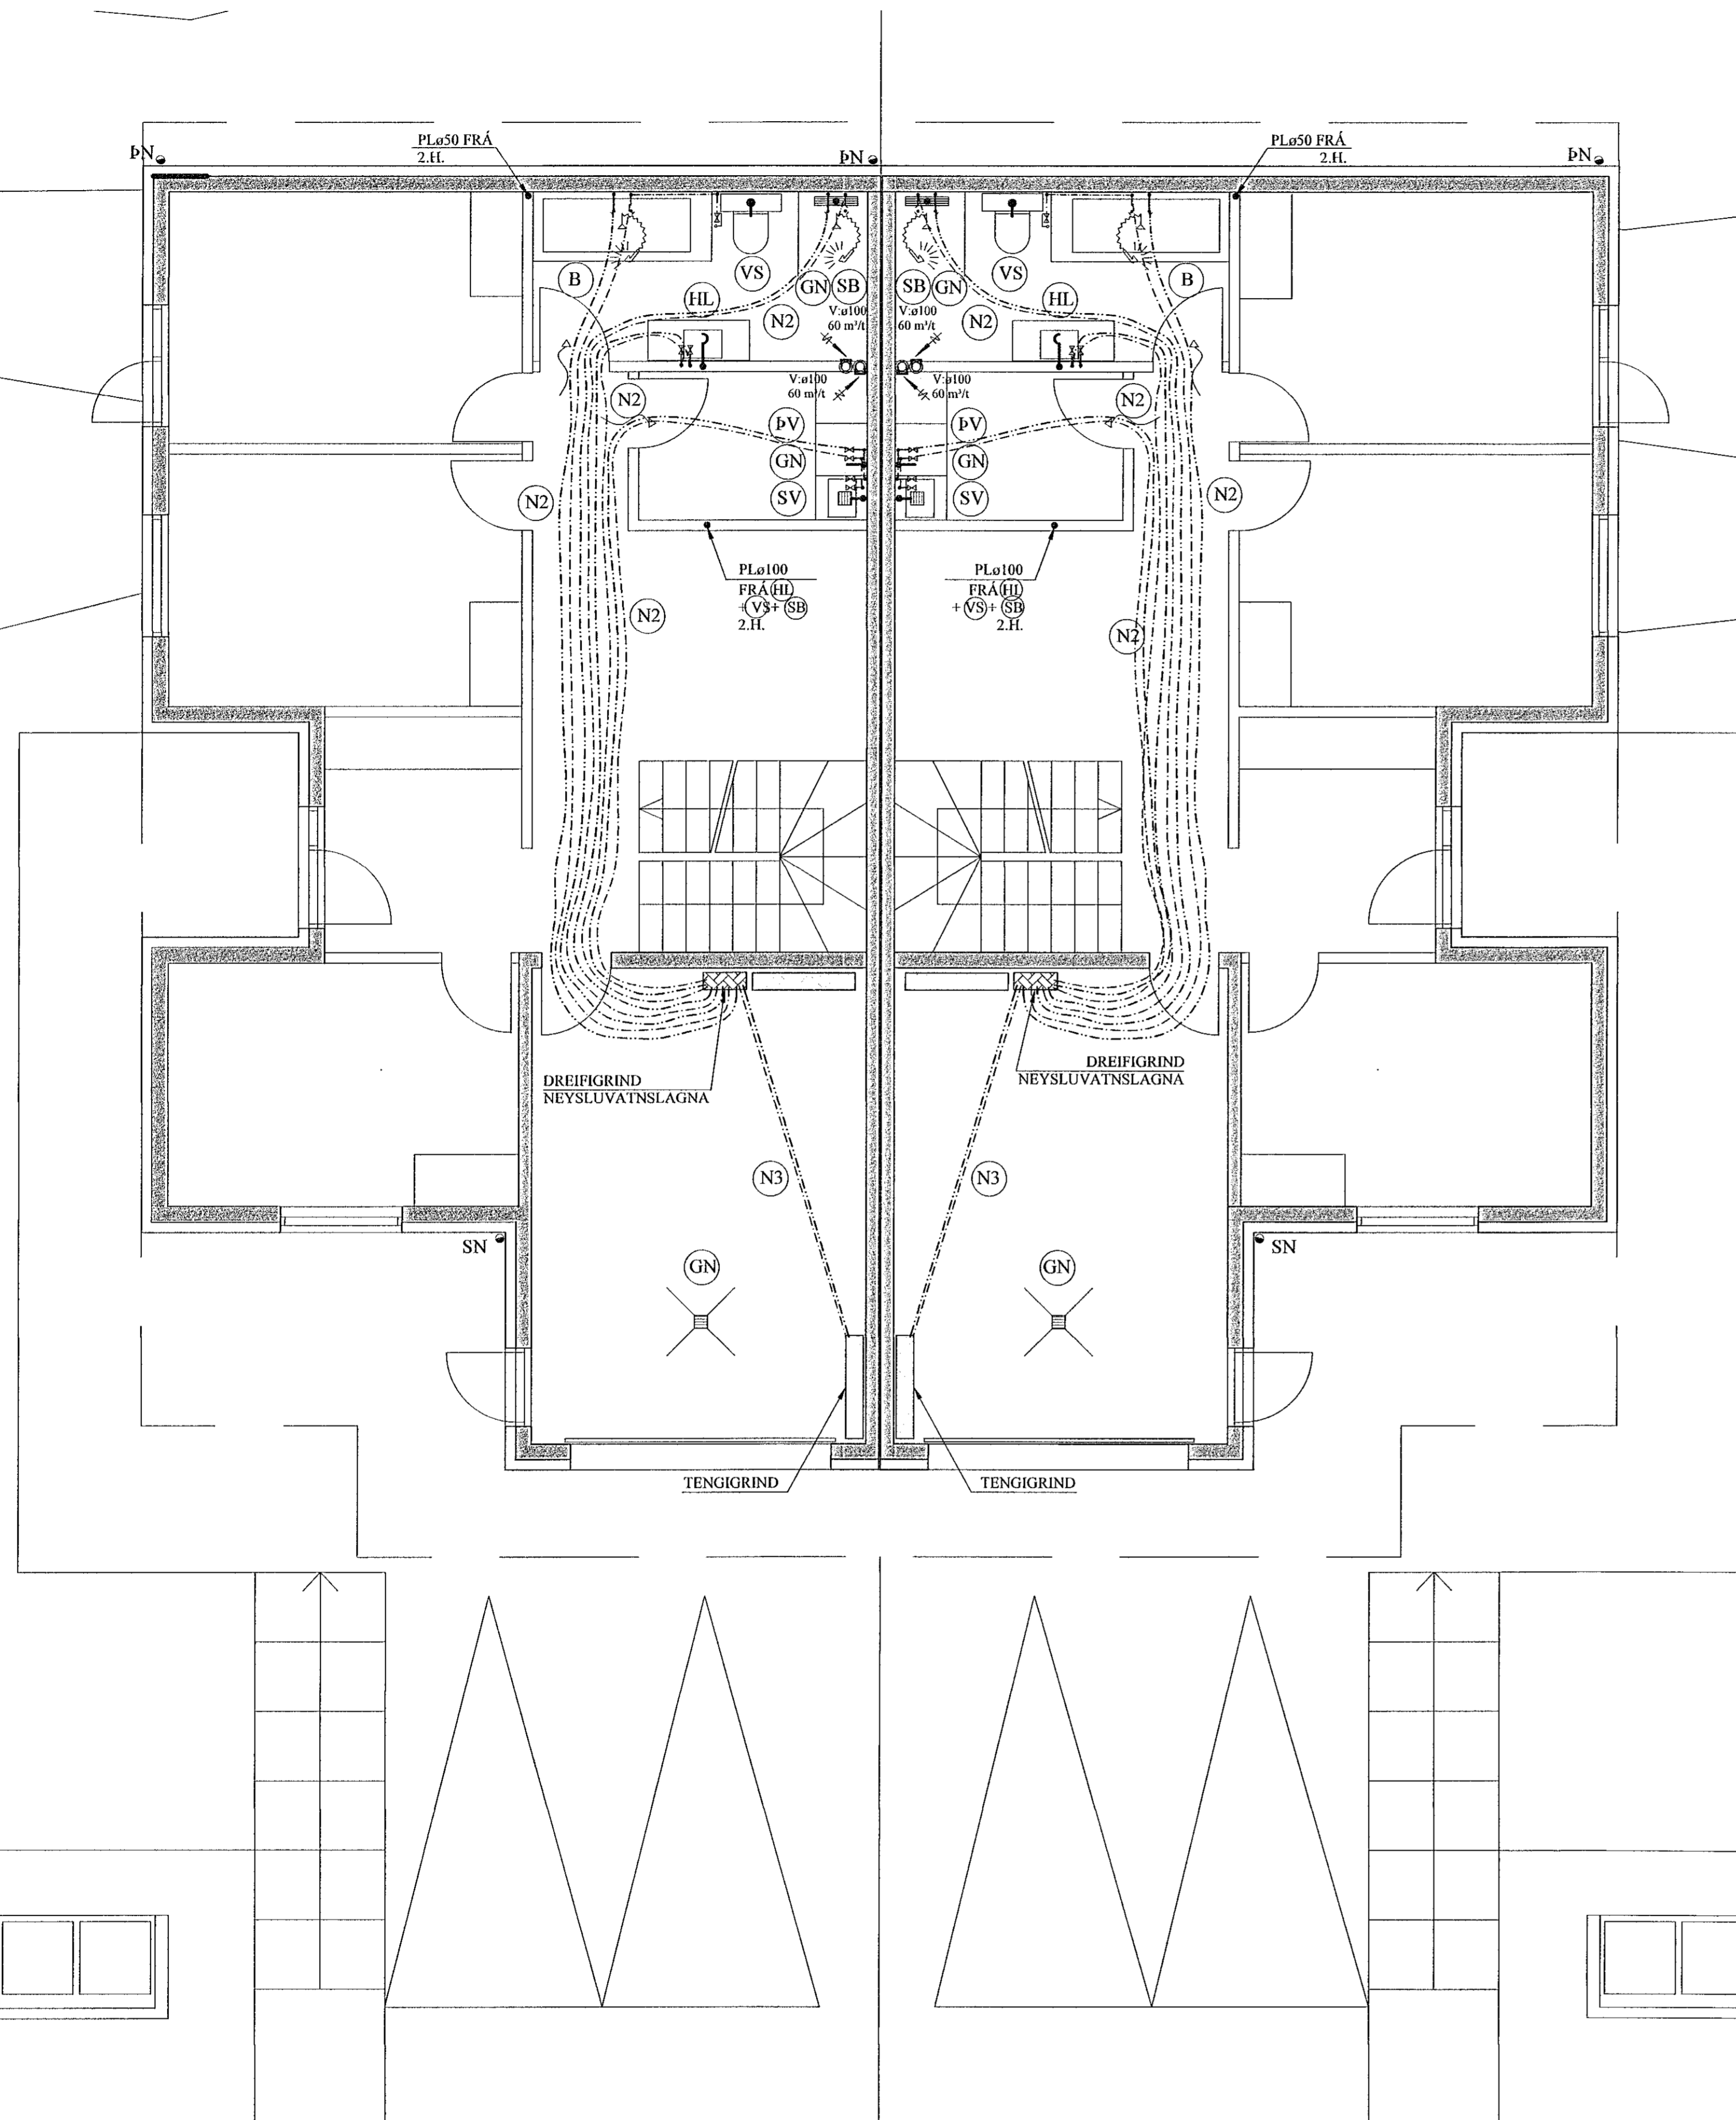 PLø50 FRÁ
2.H.
PLø50 FRÁ
2.H.
ÞN
ÞN
ÞN
B
VS
GN
SB
SB
GN
VS
B
HL
N2
V:ø100
60 m³/t
V:ø100
60 m³/t
N2
HL
V:ø100
60 m³/t
V:ø100
60 m³/t
N2
N2
ÞV
ÞV
GN
GN
N2
SV
SV
N2
PLø100
FRÁ HL
+ VS + SB
2.H.
PLø100
FRÁ HL
+ VS + SB
2.H.
N2
N2
DREIFIGRIND
NEYSLUVATNSLAGNA
DREIFIGRIND
NEYSLUVATNSLAGNA
N3
N3
SN
SN
GN
GN
TENGIGRIND
TENGIGRIND